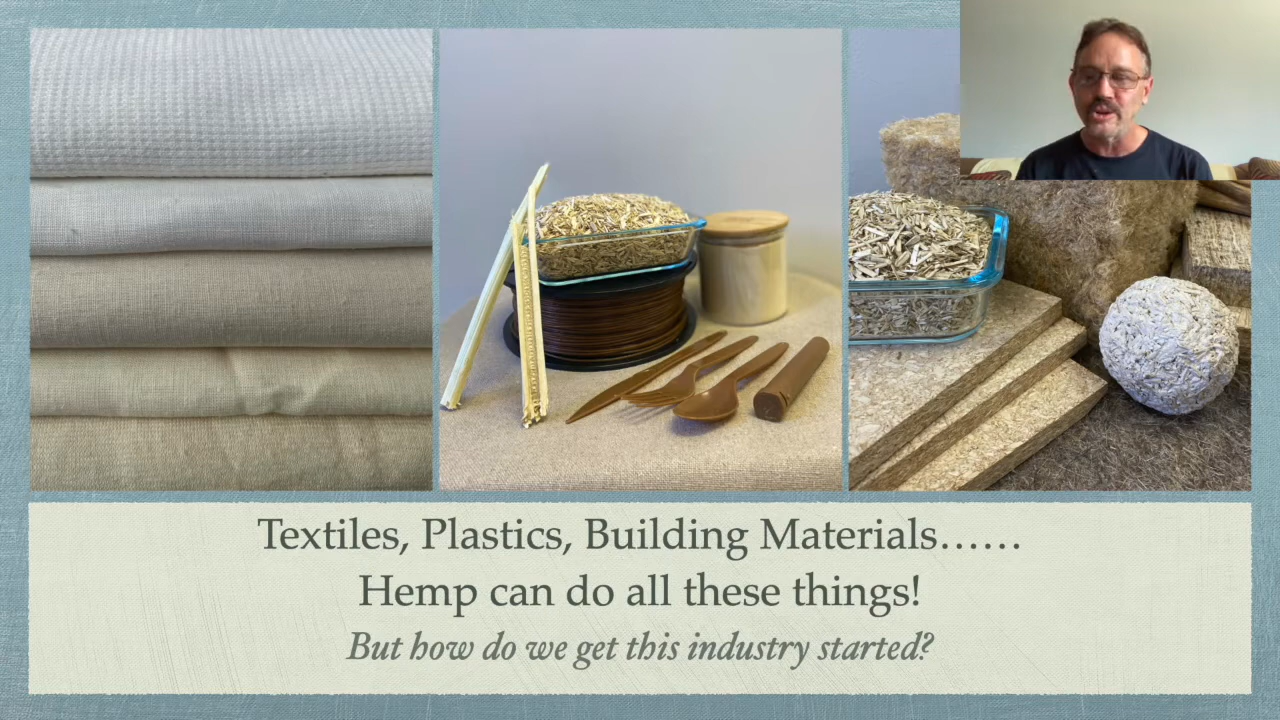 Textiles, Plastics, Building Materials……
Hemp can do all these things!
But how do we get this industry started?